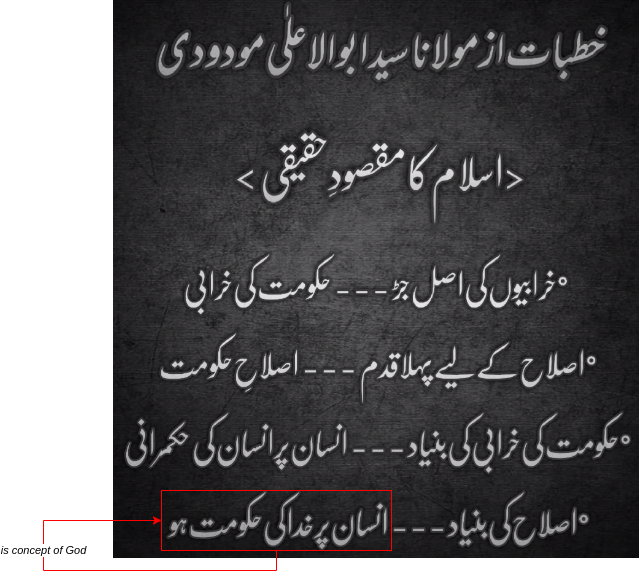 خطبات از مولانا سید ابوالاعلٰی مودودی
<اسلام کا مقصودِ حقیقی>
°خرابیوں کی اصل جڑ --- حکومت کی خرابی
°اصلاح کے لیے پہلا قدم --- اصلاحِ حکومت
°حکومت کی خرابی کی بنیاد --- انسان پر انسان کی حکمرانی
°اصلاح کی بنیاد --- انسان پر خدا کی حکومت ہو
is concept of God